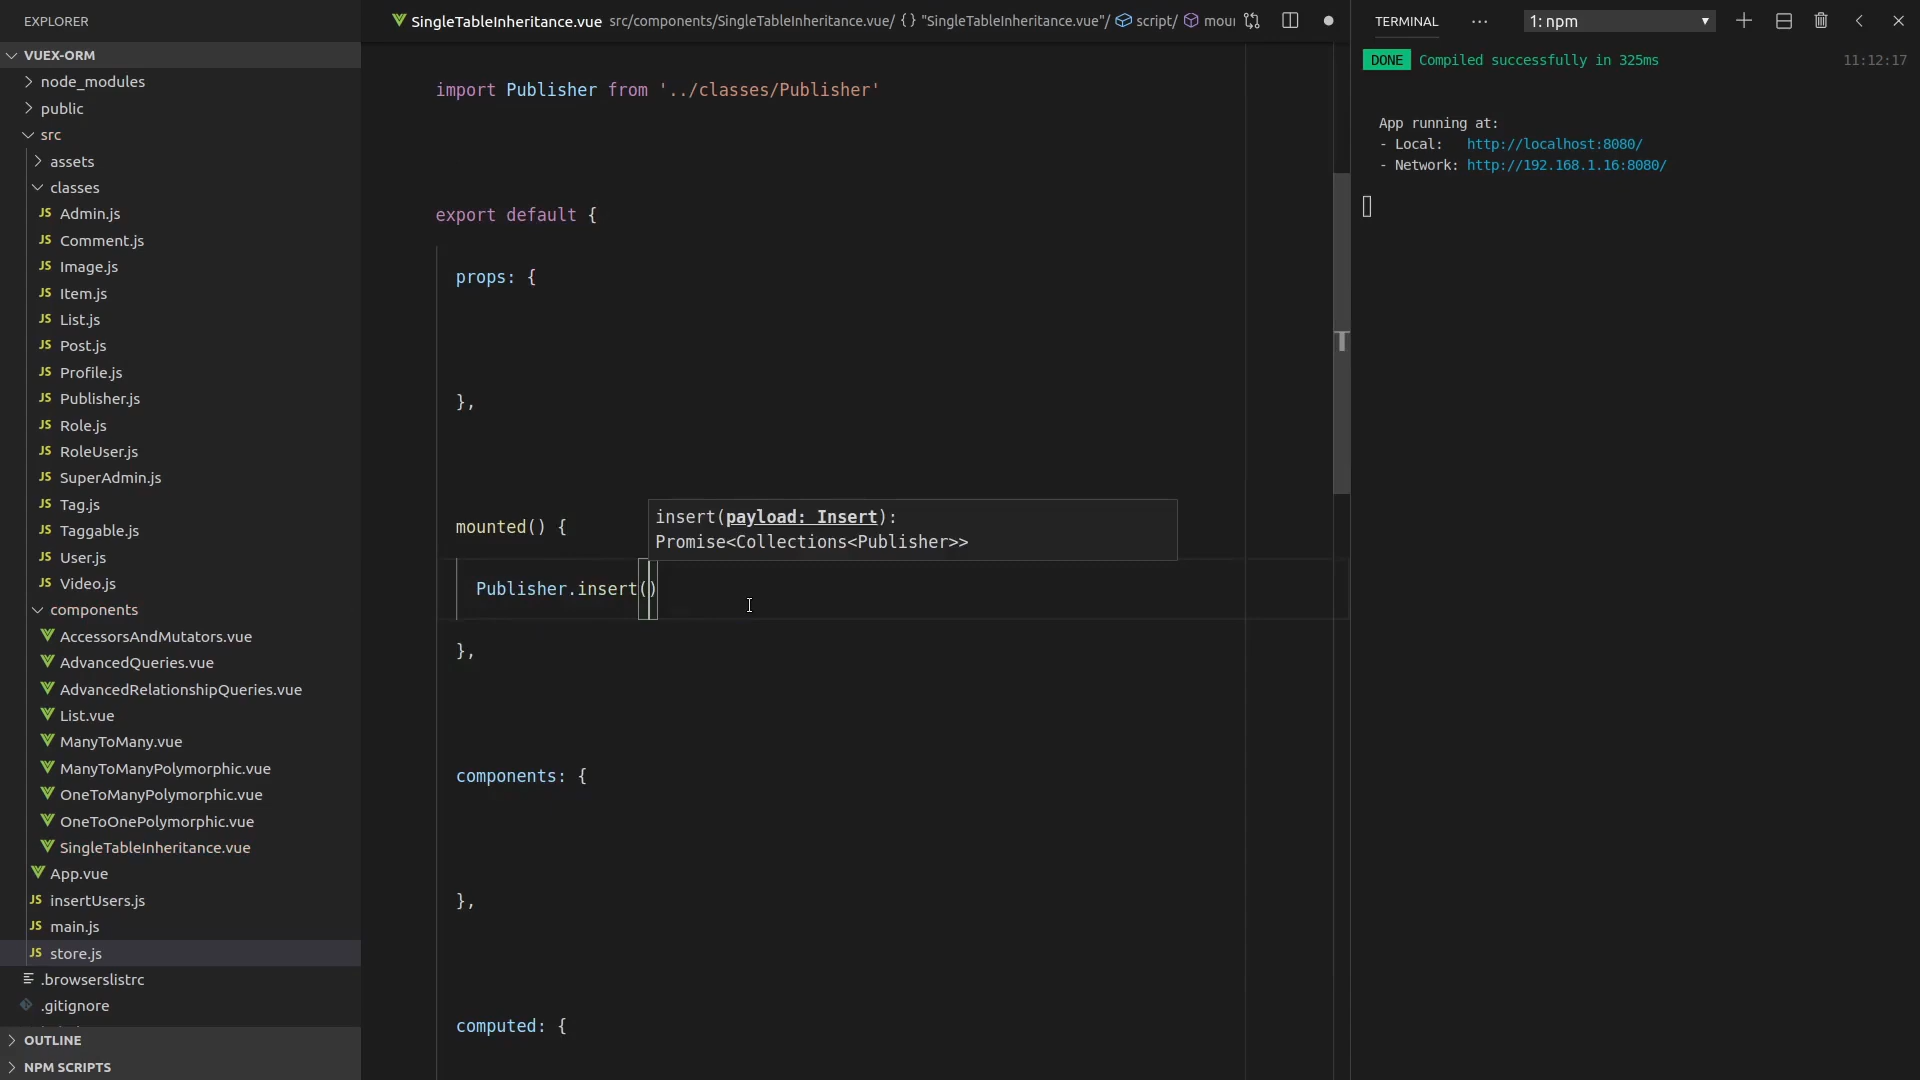 EXPLORER
VUEX-ORM
node_modules
public
src
assets
classes
JS Admin.js
JS Comment.js
JS Image.js
JS Item.js
JS List.js
JS Post.js
JS Profile.js
JS Publisher.js
JS Role.js
JS RoleUser.js
JS SuperAdmin.js
JS Tag.js
JS Taggable.js
JS User.js
JS Video.js
components
AccessorsAndMutators.vue
AdvancedQueries.vue
AdvancedRelationshipQueries.vue
List.vue
ManyToMany.vue
ManyToManyPolymorphic.vue
OneToManyPolymorphic.vue
OneToOnePolymorphic.vue
SingleTableInheritance.vue
App.vue
JS insertUsers.js
JS main.js
JS store.js
.browserslistrc
.gitignore
OUTLINE
NPM SCRIPTS
SingleTableInheritance.vue src/components/SingleTableInheritance.vue/ {} "SingleTableInheritance.vue"/ script/ mou
import Publisher from '../classes/Publisher'
export default {
props: {
},
mounted() {
insert(payload: Insert):
Promise<Collections<Publisher>>
Publisher.insert()
},
components: {
},
computed: {
TERMINAL ··· 1: npm
DONE Compiled successfully in 325ms 11:12:17
App running at:
- Local: http://localhost:8080/
- Network: http://192.168.1.16:8080/